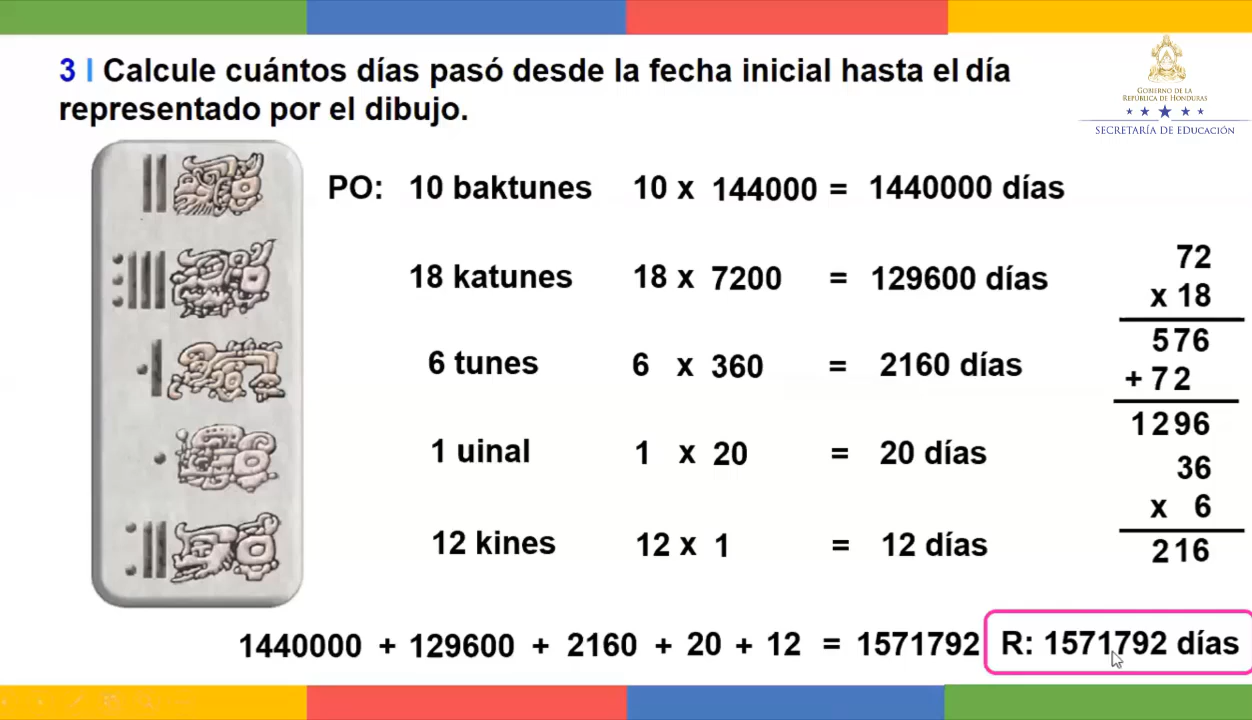 3 | Calcule cuántos días pasó desde la fecha inicial hasta el día
representado por el dibujo.
GOBIERNO DE LA
REPÚBLICA DE HONDURAS
SECRETARÍA DE EDUCACIÓN
PO: 10 baktunes 10 x 144000 = 1440000 días
18 katunes 18 x 7200 = 129600 días
6 tunes 6 x 360 = 2160 días
1 uinal 1 x 20 = 20 días
12 kines 12 x 1 = 12 días
72
x 18
576
+ 72
1296
36
x 6
216
1440000 + 129600 + 2160 + 20 + 12 = 1571792 R: 1571792 días